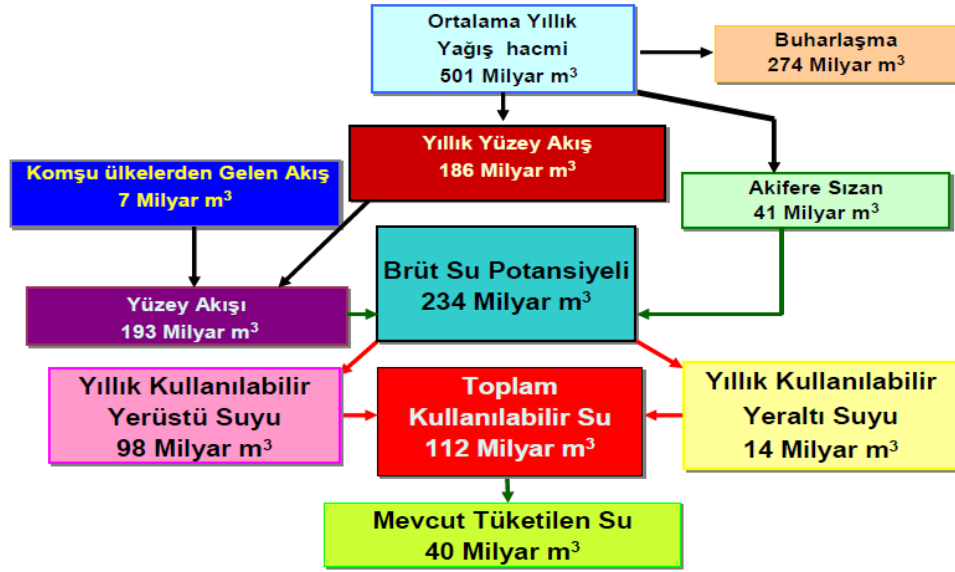 Ortalama Yıllık
Yağış hacmi
501 Milyar m³
Buharlaşma
274 Milyar m³
Yıllık Yüzey Akış
186 Milyar m³
Komşu ülkelerden Gelen Akış
7 Milyar m³
Akifere Sızan
41 Milyar m³
Brüt Su Potansiyeli
234 Milyar m³
Yüzey Akışı
193 Milyar m³
Yıllık Kullanılabilir
Yerüstü Suyu
98 Milyar m³
Toplam
Kullanılabilir Su
112 Milyar m³
Yıllık Kullanılabilir
Yeraltı Suyu
14 Milyar m³
Mevcut Tüketilen Su
40 Milyar m³